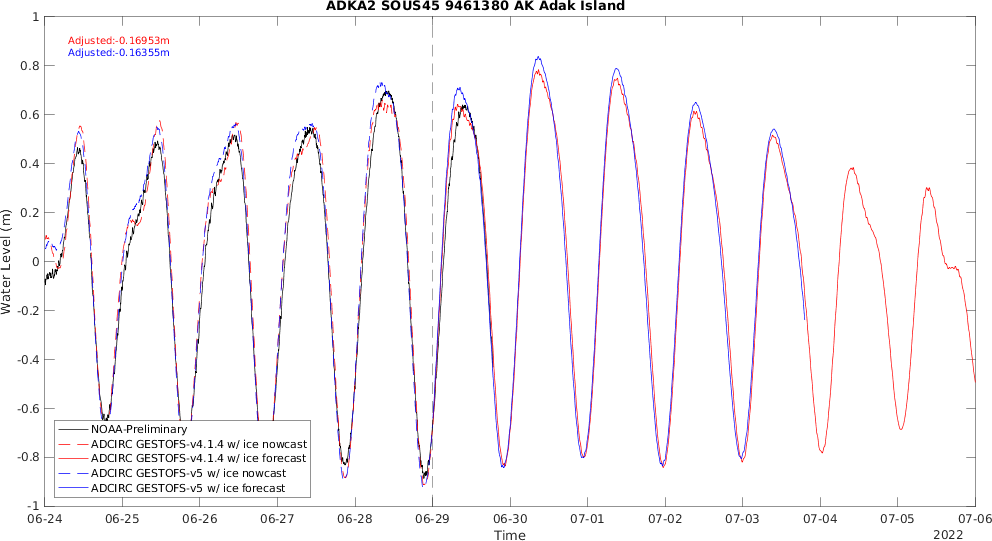 ADKA2 SOUS45 9461380 AK Adak Island
Adjusted:-0.16953m
Adjusted:-0.16355m
Water Level (m)
1
0.8
0.6
0.4
0.2
0
-0.2
-0.4
-0.6
-0.8
-1
NOAA-Preliminary
ADCIRC GESTOFS-v4.1.4 w/ ice nowcast
ADCIRC GESTOFS-v4.1.4 w/ ice forecast
ADCIRC GESTOFS-v5 w/ ice nowcast
ADCIRC GESTOFS-v5 w/ ice forecast
06-24 06-25 06-26 06-27 06-28 06-29 06-30 07-01 07-02 07-03 07-04 07-05 07-06
Time
2022